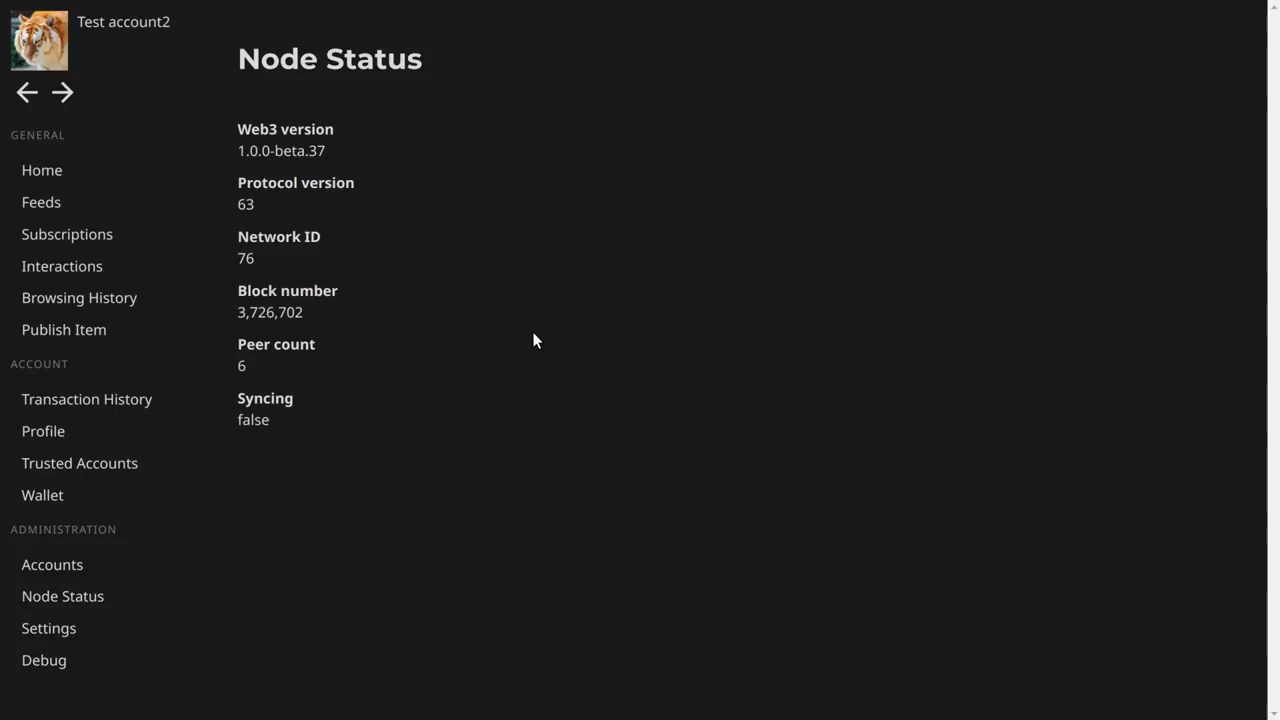 Test account2
Node Status
GENERAL
Home
Feeds
Subscriptions
Interactions
Browsing History
Publish Item
ACCOUNT
Transaction History
Profile
Trusted Accounts
Wallet
ADMINISTRATION
Accounts
Node Status
Settings
Debug
Web3 version
1.0.0-beta.37
Protocol version
63
Network ID
76
Block number
3,726,702
Peer count
6
Syncing
false